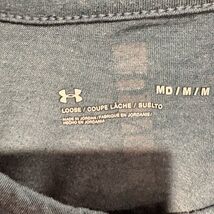 MD / M / M
LOOSE / COUPE LÂCHE / SUELTO
MADE IN JORDAN / FABRIQUÉ EN JORDANIE /
HECHO EN JORDANIA